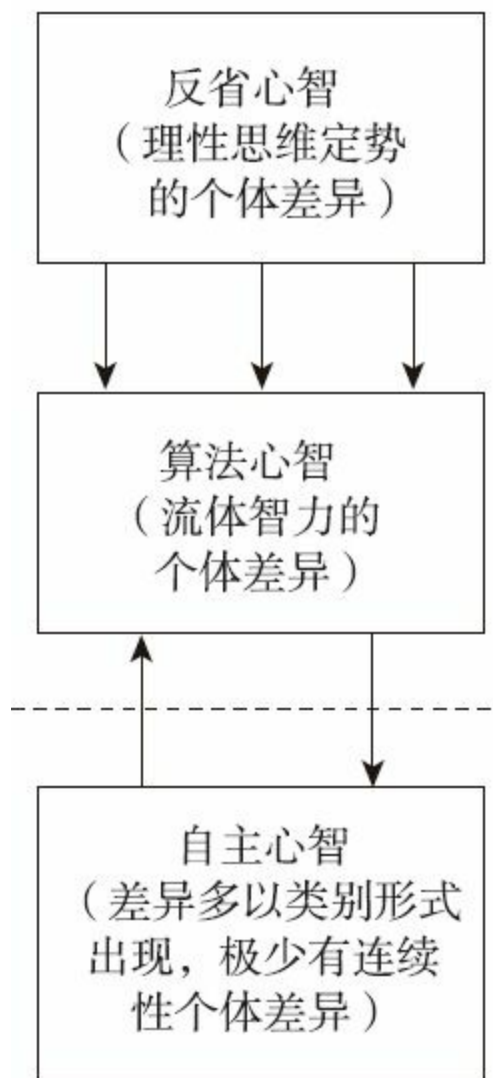 反省心智
（理性思维定势
的个体差异）
算法心智
（流体智力的
个体差异）
自主心智
（差异多以类别形式
出现，极少有连续
性个体差异）